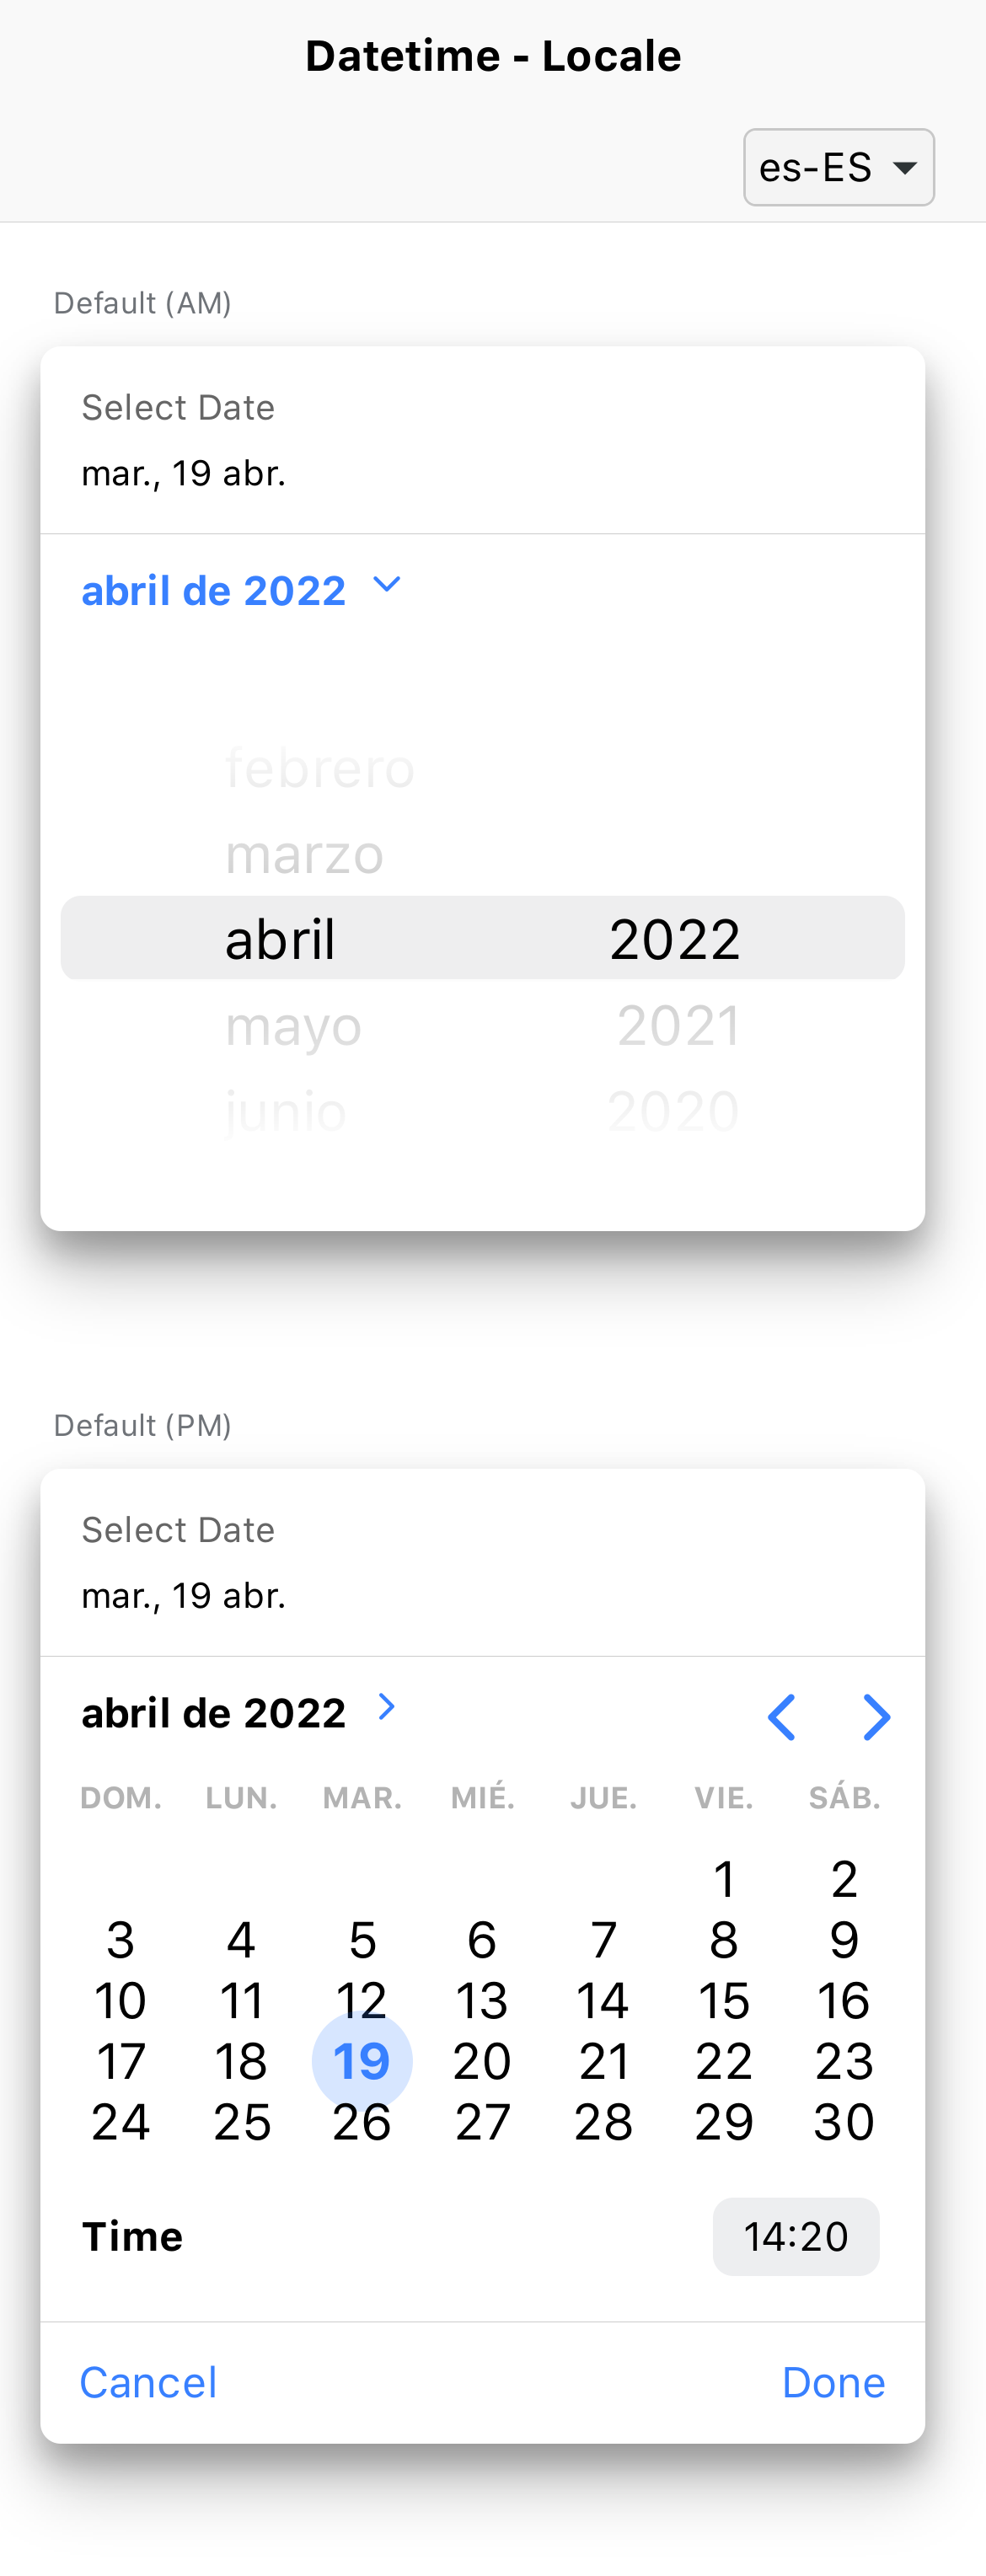 Datetime - Locale
es-ES
Default (AM)
Select Date
mar., 19 abr.
abril de 2022
febrero
marzo
abril 2022
mayo 2021
junio 2020
Default (PM)
Select Date
mar., 19 abr.
abril de 2022
DOM. LUN. MAR. MIÉ. JUE. VIE. SÁB.
1 2
3 4 5 6 7 8 9
10 11 12 13 14 15 16
17 18 19 20 21 22 23
24 25 26 27 28 29 30
Time 14:20
Cancel Done